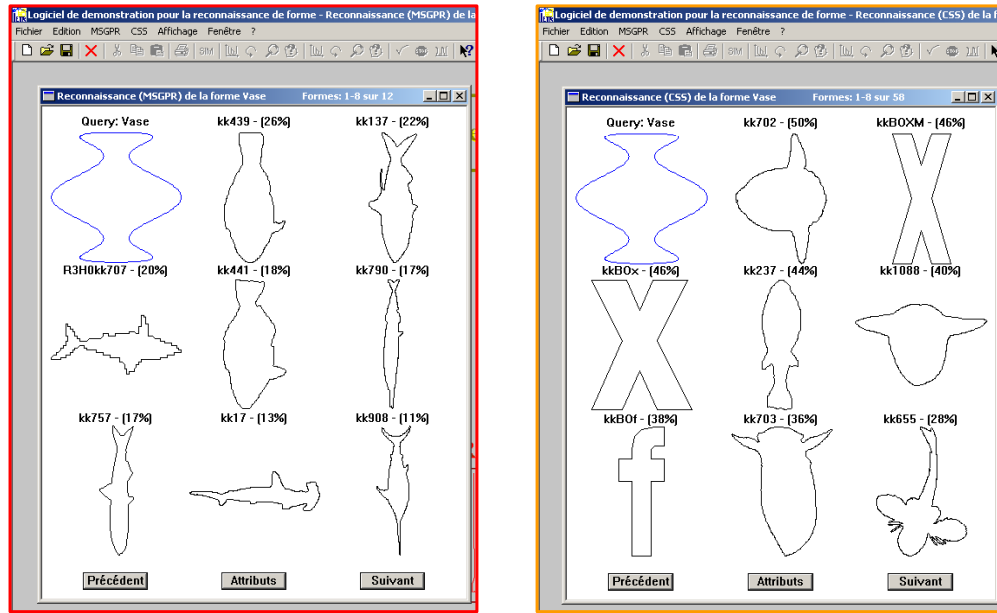 Logiciel de demonstration pour la reconnaissance de forme - Reconnaissance (MSGPR) de la
Fichier Edition MSGPR CSS Affichage Fenêtre ?
SIM
Reconnaissance (MSGPR) de la forme Vase Formes: 1-8 sur 12
Query: Vase kk439 - (26%) kk137 - (22%)
R3H0kk707 - (20%) kk441 - (18%) kk790 - (17%)
kk757 - (17%) kk17 - (13%) kk908 - (11%)
Précédent Attributs Suivant
Logiciel de demonstration pour la reconnaissance de forme - Reconnaissance (CSS) de la f
Fichier Edition MSGPR CSS Affichage Fenêtre ?
SIM
Reconnaissance (CSS) de la forme Vase Formes: 1-8 sur 58
Query: Vase kk702 - (50%) kkBOXM - (46%)
kkBOx - (46%) kk237 - (44%) kk1088 - (40%)
kkBOf - (38%) kk703 - (36%) kk655 - (28%)
Précédent Attributs Suivant